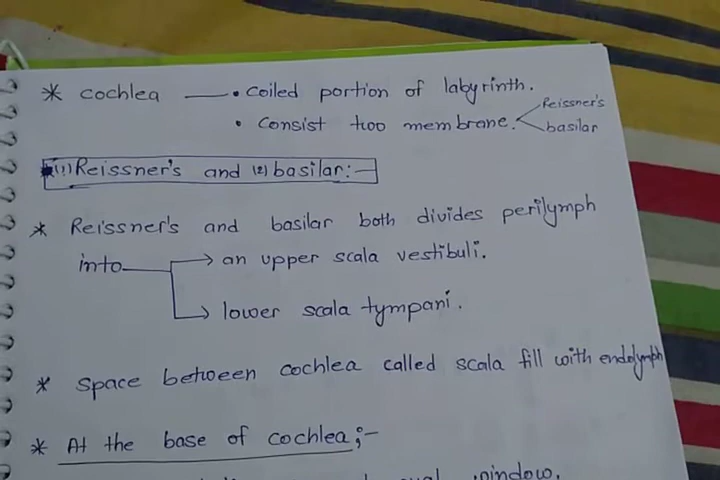 * cochlea — • coiled portion of labyrinth.
• consist two membrane. Reissner's
basilar
(1) Reissner's and (2) basilar:-
* Reissner's and basilar both divides perilymph
into → an upper scala vestibuli.
→ lower scala tympani.
* Space between cochlea called scala fill with endolymph
* At the base of cochlea;-
window.